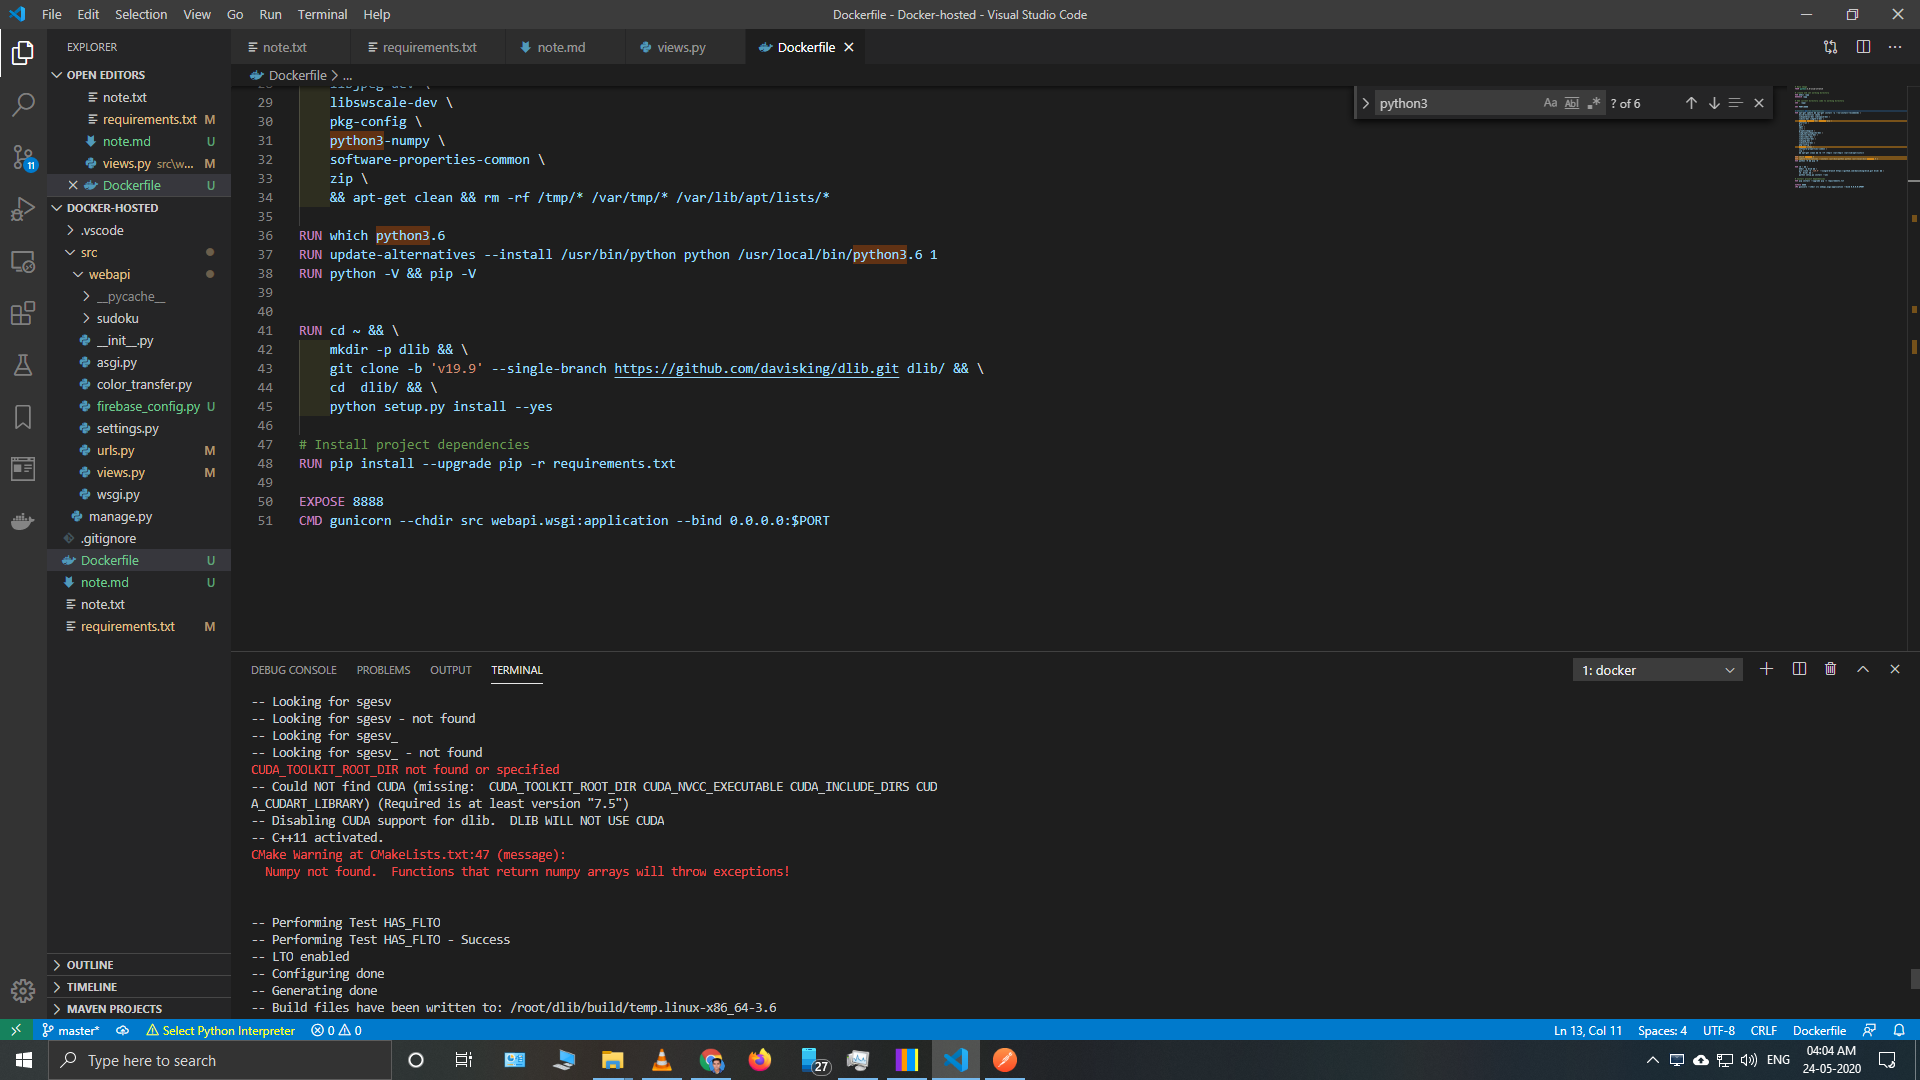 File Edit Selection View Go Run Terminal Help
Dockerfile - Docker-hosted - Visual Studio Code
EXPLORER
note.txt
requirements.txt
note.md
views.py
Dockerfile
OPEN EDITORS
note.txt
requirements.txt M
note.md U
views.py src\w... M
Dockerfile U
DOCKER-HOSTED
.vscode
src
webapi
__pycache__
sudoku
__init__.py
asgi.py
color_transfer.py
firebase_config.py U
settings.py
urls.py M
views.py M
wsgi.py
manage.py
.gitignore
Dockerfile U
note.md U
note.txt
requirements.txt M
OUTLINE
TIMELINE
MAVEN PROJECTS
11
Dockerfile > ...
python3 Aa Abl .* ? of 6
29 libswscale-dev \
30 pkg-config \
31 python3-numpy \
32 software-properties-common \
33 zip \
34 && apt-get clean && rm -rf /tmp/* /var/tmp/* /var/lib/apt/lists/*
35
36 RUN which python3.6
37 RUN update-alternatives --install /usr/bin/python python /usr/local/bin/python3.6 1
38 RUN python -V && pip -V
39
40
41 RUN cd ~ && \
42 mkdir -p dlib && \
43 git clone -b 'v19.9' --single-branch https://github.com/davisking/dlib.git dlib/ && \
44 cd  dlib/ && \
45 python setup.py install --yes
46
47 # Install project dependencies
48 RUN pip install --upgrade pip -r requirements.txt
49
50 EXPOSE 8888
51 CMD gunicorn --chdir src webapi.wsgi:application --bind 0.0.0.0:$PORT
DEBUG CONSOLE PROBLEMS OUTPUT TERMINAL
1: docker
-- Looking for sgesv
-- Looking for sgesv - not found
-- Looking for sgesv_
-- Looking for sgesv_ - not found
CUDA_TOOLKIT_ROOT_DIR not found or specified
-- Could NOT find CUDA (missing:  CUDA_TOOLKIT_ROOT_DIR CUDA_NVCC_EXECUTABLE CUDA_INCLUDE_DIRS CUD
A_CUDART_LIBRARY) (Required is at least version "7.5")
-- Disabling CUDA support for dlib.  DLIB WILL NOT USE CUDA
-- C++11 activated.
CMake Warning at CMakeLists.txt:47 (message):
Numpy not found.  Functions that return numpy arrays will throw exceptions!
-- Performing Test HAS_FLTO
-- Performing Test HAS_FLTO - Success
-- LTO enabled
-- Configuring done
-- Generating done
-- Build files have been written to: /root/dlib/build/temp.linux-x86_64-3.6
master* Select Python Interpreter 0 0
Ln 13, Col 11 Spaces: 4 UTF-8 CRLF Dockerfile
Type here to search
27
ENG
04:04 AM
24-05-2020